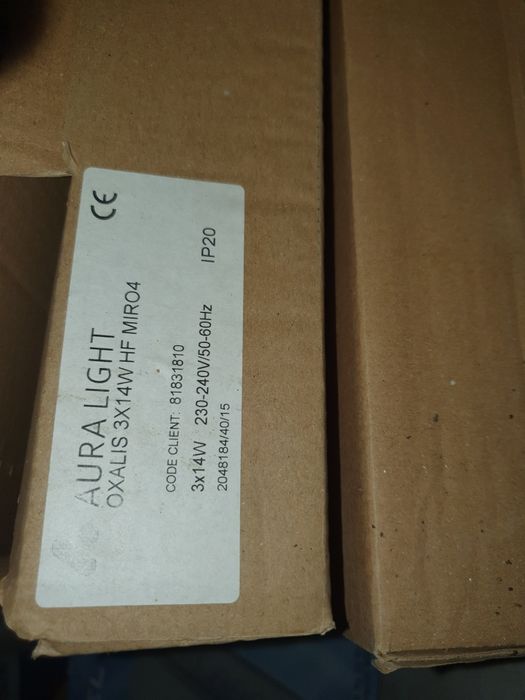 AURA LIGHT
OXALIS 3X14W HF MIRO4
CE
CODE CLIENT: 81831810
3x14W 230-240V/50-60Hz IP20
2048184/40/15